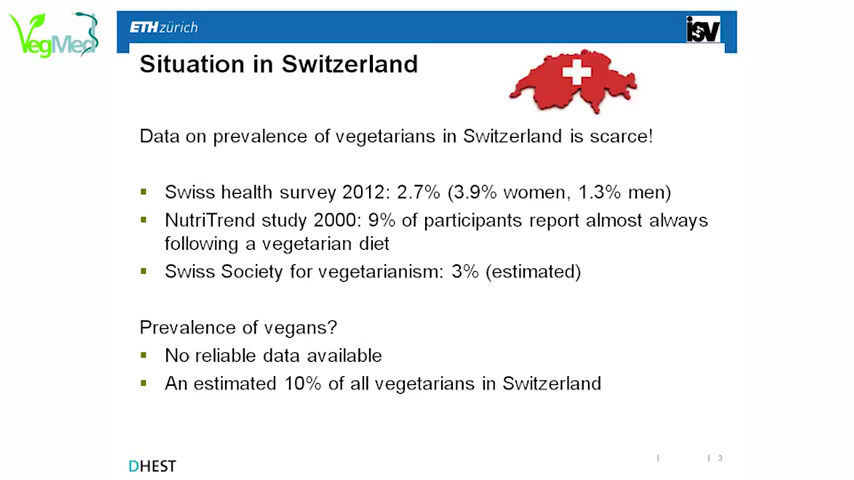 VegMed
ETHzürich
isv
Situation in Switzerland
Data on prevalence of vegetarians in Switzerland is scarce!
▪ Swiss health survey 2012: 2.7% (3.9% women, 1.3% men)
▪ NutriTrend study 2000: 9% of participants report almost always
following a vegetarian diet
▪ Swiss Society for vegetarianism: 3% (estimated)
Prevalence of vegans?
▪ No reliable data available
▪ An estimated 10% of all vegetarians in Switzerland
DHEST
| | 3